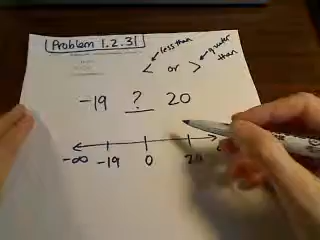 Problem 1.2.31
less than
greater than
< or >
-19 ? 20
-∞ -19 0 20